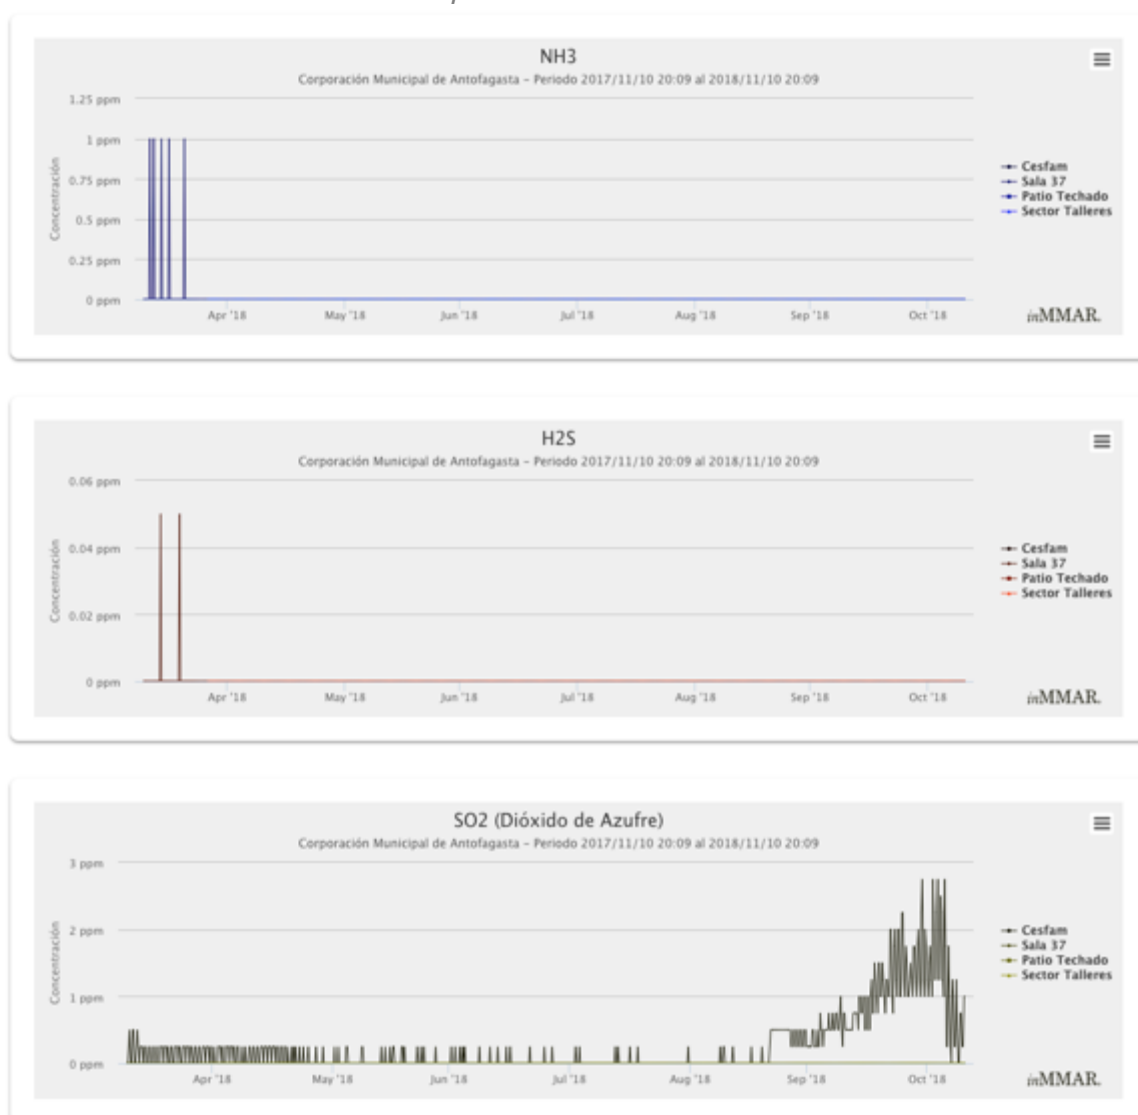 NH3
Corporación Municipal de Antofagasta - Periodo 2017/11/10 20:09 al 2018/11/10 20:09
Concentración
1.25 ppm
1 ppm
0.75 ppm
0.5 ppm
0.25 ppm
0 ppm
Apr '18 May '18 Jun '18 Jul '18 Aug '18 Sep '18 Oct '18
Cesfam
Sala 37
Patio Techado
Sector Talleres
inMMAR.
H2S
Corporación Municipal de Antofagasta - Periodo 2017/11/10 20:09 al 2018/11/10 20:09
Concentración
0.06 ppm
0.04 ppm
0.02 ppm
0 ppm
Apr '18 May '18 Jun '18 Jul '18 Aug '18 Sep '18 Oct '18
Cesfam
Sala 37
Patio Techado
Sector Talleres
inMMAR.
SO2 (Dióxido de Azufre)
Corporación Municipal de Antofagasta - Periodo 2017/11/10 20:09 al 2018/11/10 20:09
Concentración
3 ppm
2 ppm
1 ppm
0 ppm
Apr '18 May '18 Jun '18 Jul '18 Aug '18 Sep '18 Oct '18
Cesfam
Sala 37
Patio Techado
Sector Talleres
inMMAR.